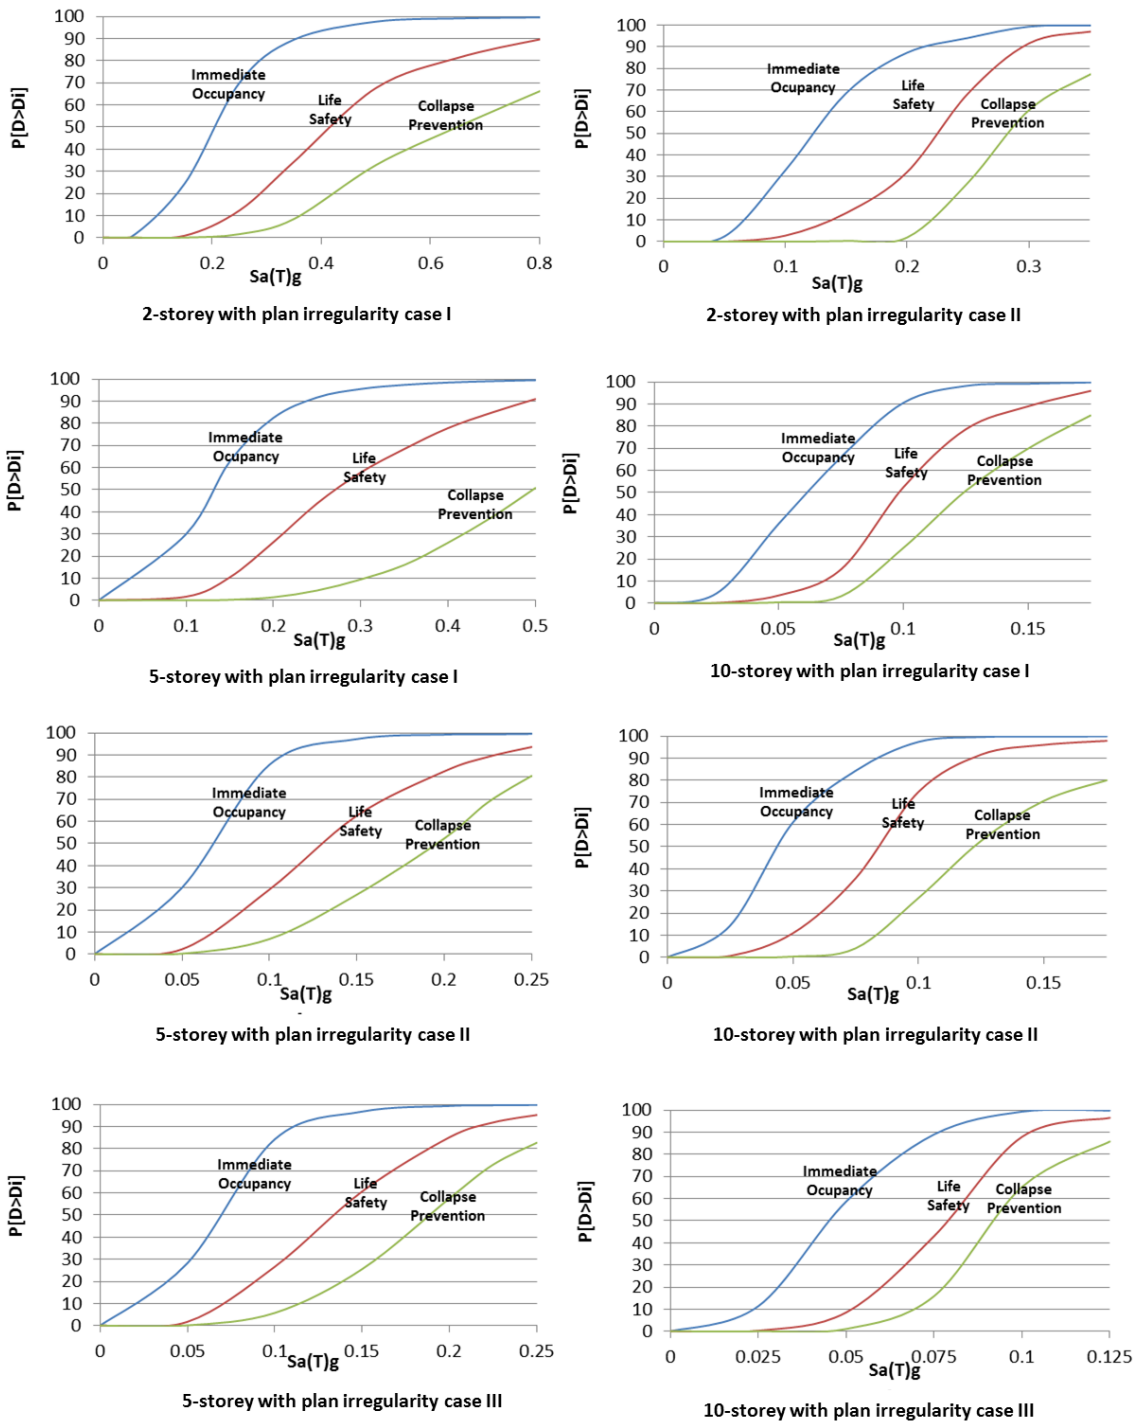 100
90
80
70
60
50
40
30
20
10
0
P[D>Di]
Immediate
Occupancy
Life
Safety
Collapse
Prevention
0
0.2
0.4
0.6
0.8
Sa(T)g
2-storey with plan irregularity case I
100
90
80
70
60
50
40
30
20
10
0
P[D>Di]
Immediate
Occupancy
Life
Safety
Collapse
Prevention
0
0.1
0.2
0.3
Sa(T)g
2-storey with plan irregularity case II
100
90
80
70
60
50
40
30
20
10
0
P[D>Di]
Immediate
Ocupancy
Life
Safety
Collapse
Prevention
0
0.1
0.2
0.3
0.4
0.5
Sa(T)g
5-storey with plan irregularity case I
100
90
80
70
60
50
40
30
20
10
0
P[D>Di]
Immediate
Occupancy
Life
Safety
Collapse
Prevention
0
0.05
0.1
0.15
Sa(T)g
10-storey with plan irregularity case I
100
90
80
70
60
50
40
30
20
10
0
P[D>Di]
Immediate
Occupancy
Life
Safety
Collapse
Prevention
0
0.05
0.1
0.15
0.2
0.25
Sa(T)g
5-storey with plan irregularity case II
100
90
80
70
60
50
40
30
20
10
0
P[D>Di]
Immediate
Occupancy
Life
Safety
Collapse
Prevention
0
0.05
0.1
0.15
Sa(T)g
10-storey with plan irregularity case II
100
90
80
70
60
50
40
30
20
10
0
P[D>Di]
Immediate
Occupancy
Life
Safety
Collapse
Prevention
0
0.05
0.1
0.15
0.2
0.25
Sa(T)g
5-storey with plan irregularity case III
100
90
80
70
60
50
40
30
20
10
0
P[D>Di]
Immediate
Ocupancy
Life
Safety
Collapse
Prevention
0
0.025
0.05
0.075
0.1
0.125
Sa(T)g
10-storey with plan irregularity case III